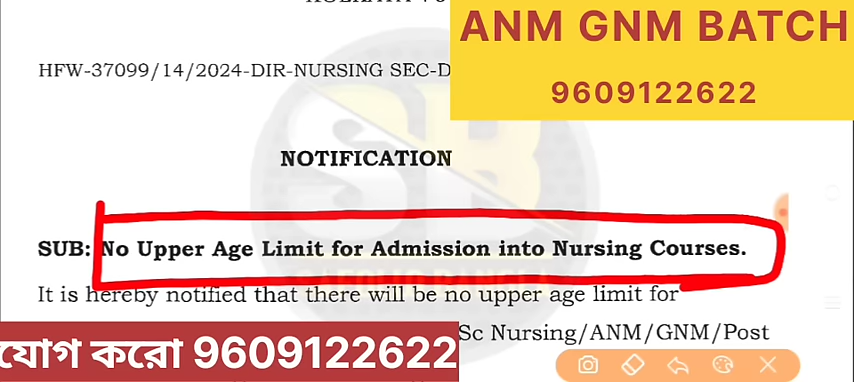 ANM GNM BATCH
9609122622
HFW-37099/14/2024-DIR-NURSING SEC-D
NOTIFICATION
SUB: No Upper Age Limit for Admission into Nursing Courses.
It is hereby notified that there will be no upper age limit for
Sc Nursing/ANM/GNM/Post
যোগ করো 9609122622